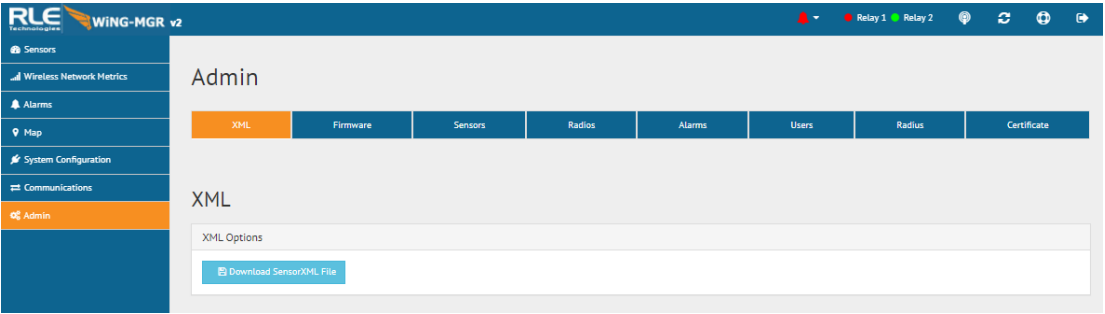 RLE
Technologies
WiNG-MGR v2
Relay 1 Relay 2
Sensors
Wireless Network Metrics
Alarms
Map
System Configuration
Communications
Admin
Admin
XML Firmware Sensors Radios Alarms Users Radius Certificate
XML
XML Options
Download SensorXML File